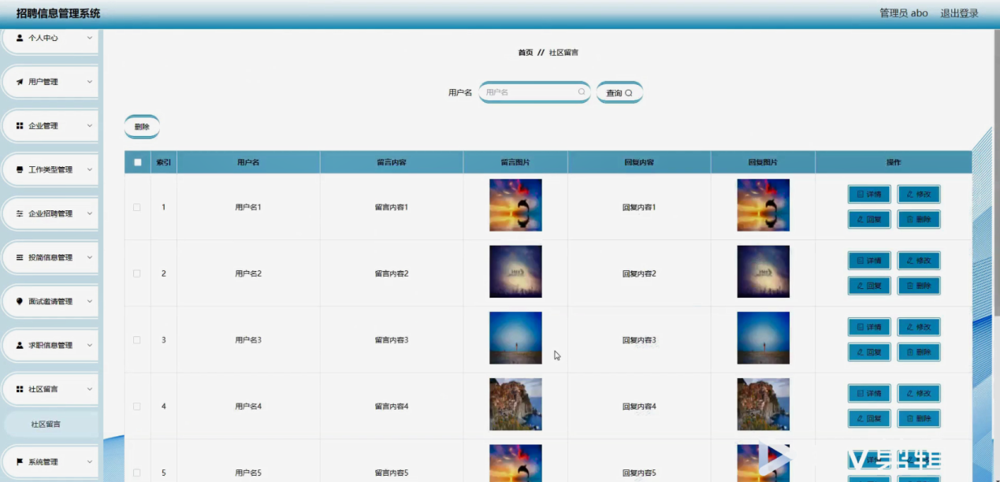 招聘信息管理系统
管理员 abo 退出登录
个人中心
用户管理
企业管理
工作类型管理
企业招聘管理
投简信息管理
面试邀请管理
求职信息管理
社区留言
社区留言
系统管理
首页 // 社区留言
用户名 用户名 查询
删除
索引 用户名 留言内容 留言图片 回复内容 回复图片 操作
1 用户名1 留言内容1 回复内容1 详情 修改
回复 删除
2 用户名2 留言内容2 回复内容2 详情 修改
回复 删除
3 用户名3 留言内容3 回复内容3 详情 修改
回复 删除
4 用户名4 留言内容4 回复内容4 详情 修改
回复 删除
5 用户名5 留言内容5 回复内容5